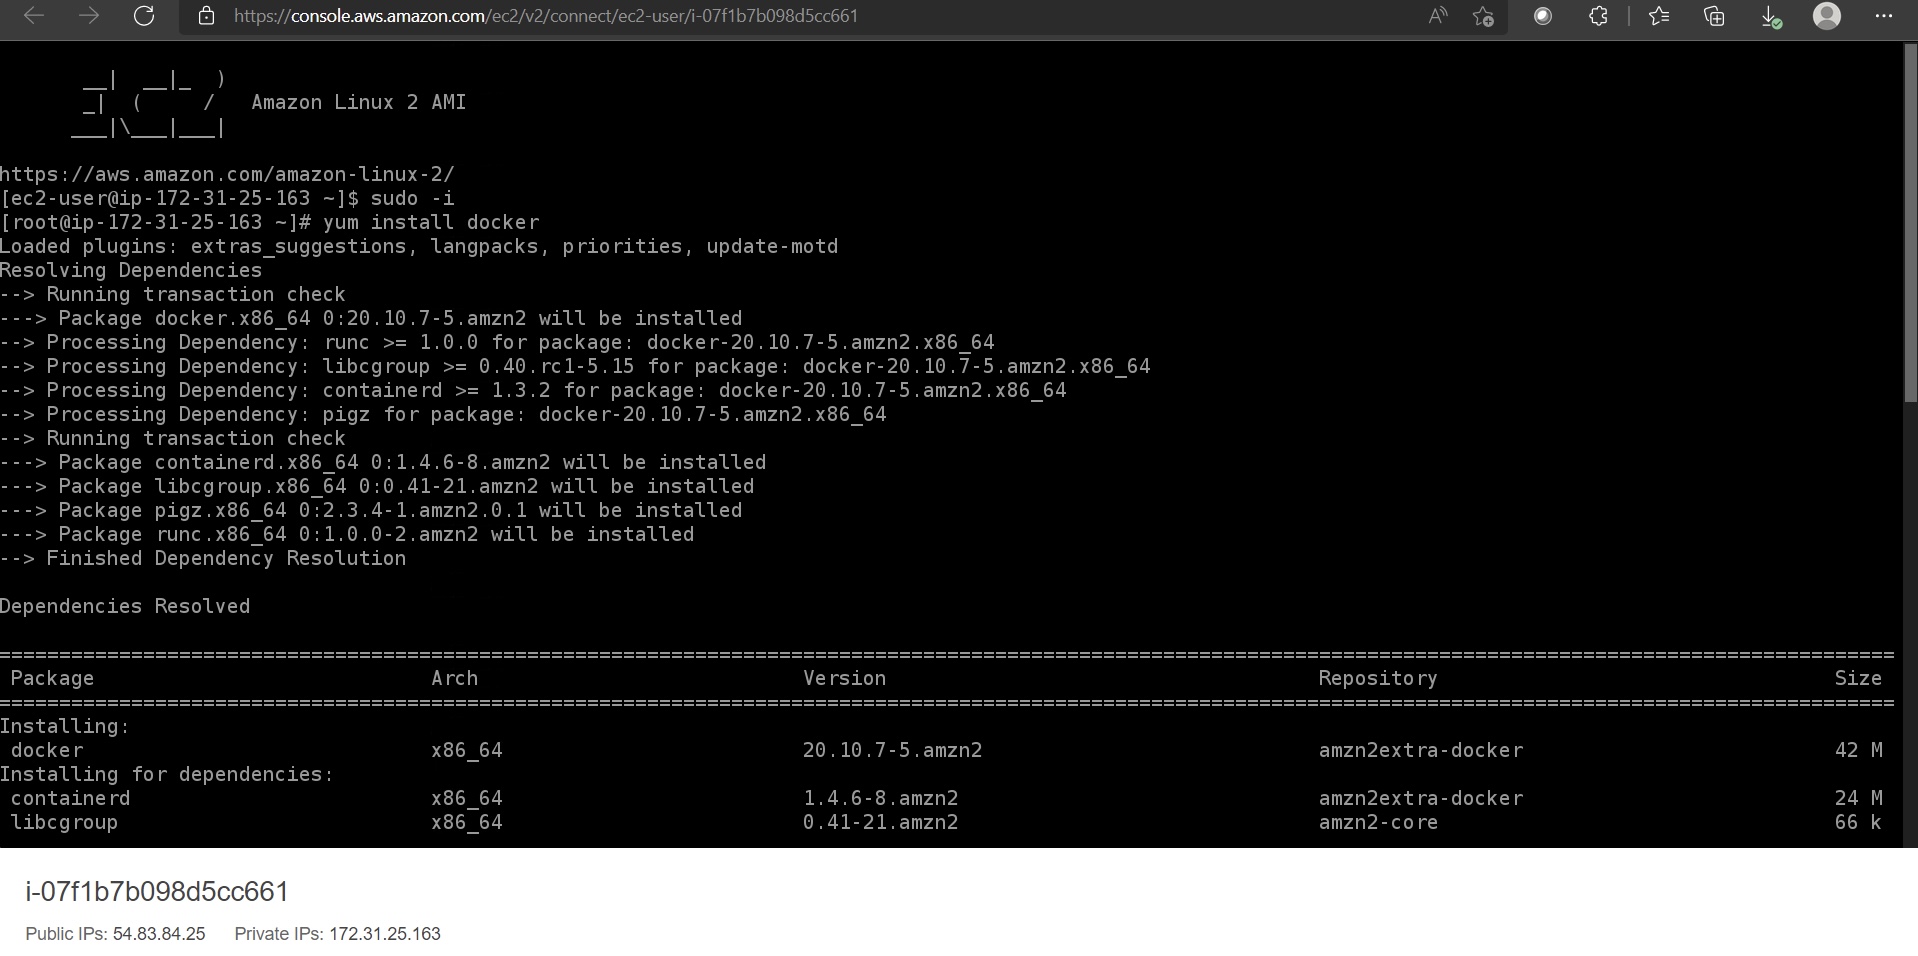 https://console.aws.amazon.com/ec2/v2/connect/ec2-user/i-07f1b7b098d5cc661
       __|  __|_  )
       _|  (     /   Amazon Linux 2 AMI
      ___|\___|___|
https://aws.amazon.com/amazon-linux-2/
[ec2-user@ip-172-31-25-163 ~]$ sudo -i
[root@ip-172-31-25-163 ~]# yum install docker
Loaded plugins: extras_suggestions, langpacks, priorities, update-motd
Resolving Dependencies
--> Running transaction check
---> Package docker.x86_64 0:20.10.7-5.amzn2 will be installed
--> Processing Dependency: runc >= 1.0.0 for package: docker-20.10.7-5.amzn2.x86_64
--> Processing Dependency: libcgroup >= 0.40.rc1-5.15 for package: docker-20.10.7-5.amzn2.x86_64
--> Processing Dependency: containerd >= 1.3.2 for package: docker-20.10.7-5.amzn2.x86_64
--> Processing Dependency: pigz for package: docker-20.10.7-5.amzn2.x86_64
--> Running transaction check
---> Package containerd.x86_64 0:1.4.6-8.amzn2 will be installed
---> Package libcgroup.x86_64 0:0.41-21.amzn2 will be installed
---> Package pigz.x86_64 0:2.3.4-1.amzn2.0.1 will be installed
---> Package runc.x86_64 0:1.0.0-2.amzn2 will be installed
--> Finished Dependency Resolution
Dependencies Resolved
Package Arch Version Repository Size
Installing:
docker x86_64 20.10.7-5.amzn2 amzn2extra-docker 42 M
Installing for dependencies:
containerd x86_64 1.4.6-8.amzn2 amzn2extra-docker 24 M
libcgroup x86_64 0.41-21.amzn2 amzn2-core 66 k
i-07f1b7b098d5cc661
Public IPs: 54.83.84.25 Private IPs: 172.31.25.163